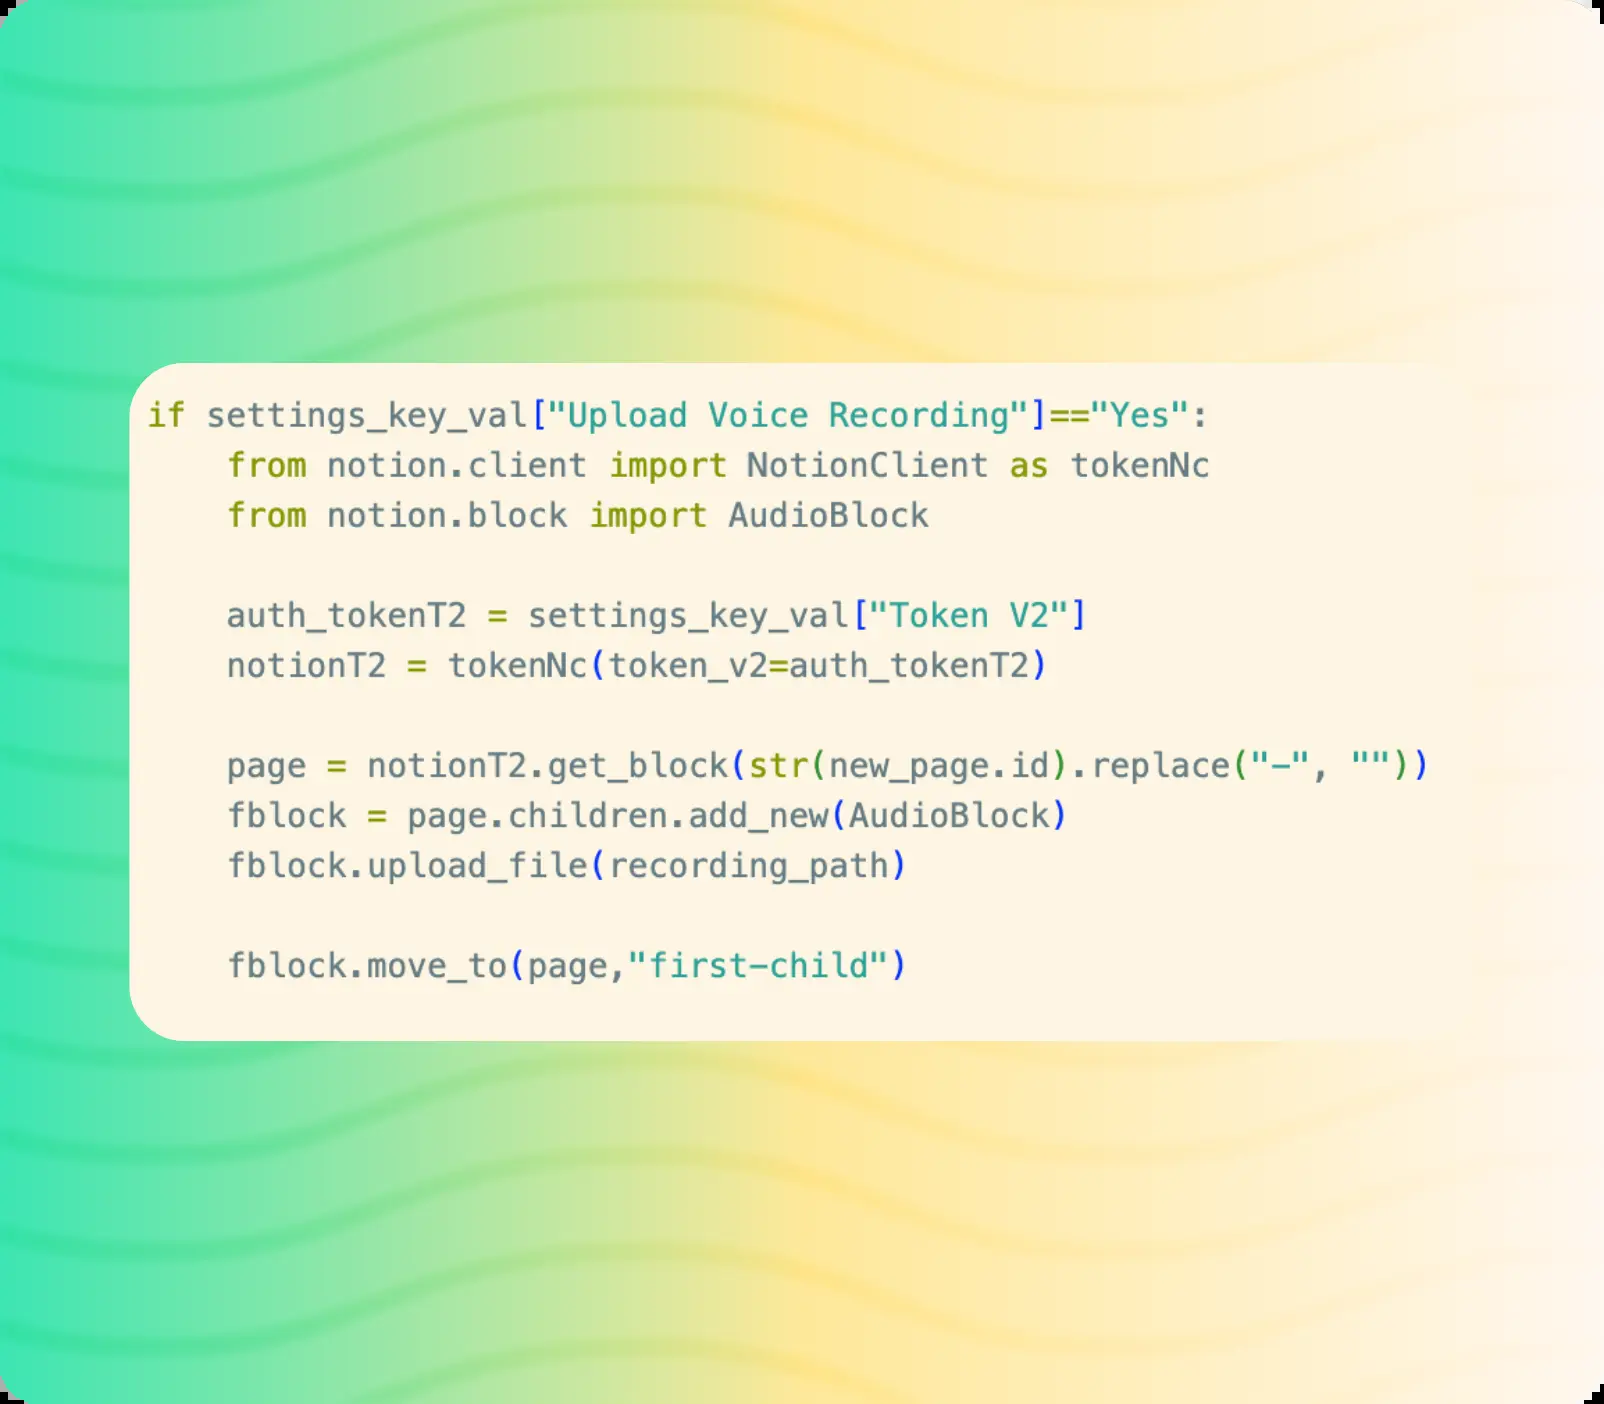 if settings_key_val["Upload Voice Recording"]=="Yes":
    from notion.client import NotionClient as tokenNc
    from notion.block import AudioBlock

    auth_tokenT2 = settings_key_val["Token V2"]
    notionT2 = tokenNc(token_v2=auth_tokenT2)

    page = notionT2.get_block(str(new_page.id).replace("-", ""))
    fblock = page.children.add_new(AudioBlock)
    fblock.upload_file(recording_path)

    fblock.move_to(page,"first-child")